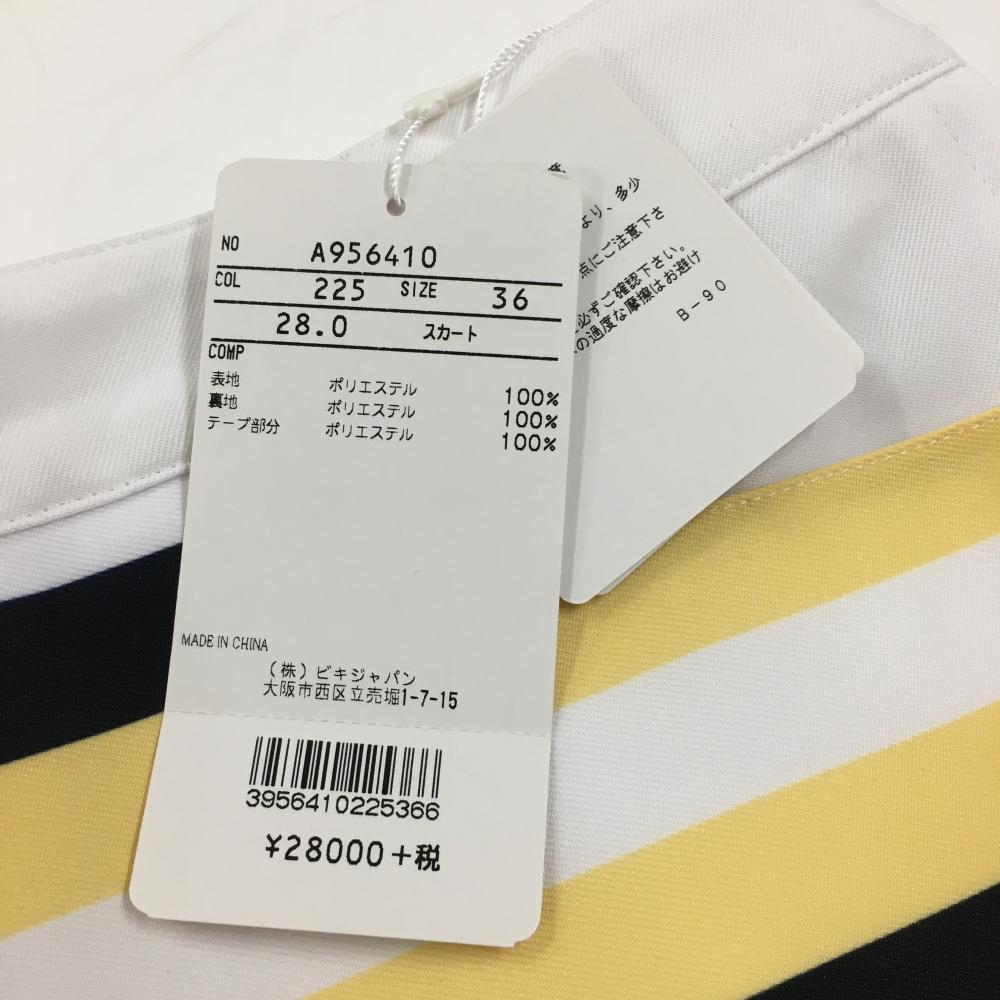 NO A956410
COL 225 SIZE 36
28.0 スカート
COMP
表地 ポリエステル 100%
裏地 ポリエステル 100%
テープ部分 ポリエステル 100%
MADE IN CHINA
(株)ビキジャパン
大阪市西区立売堀1-7-15
3956410225366
¥28000+税
より、多少
点にご注意下さ
必ずご確認下さい。
の過度な摩擦はお避け
B-90